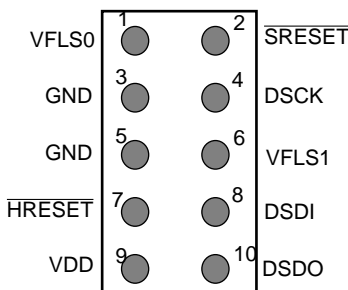 VFLS0 1 2 SRESET
GND 3 4 DSCK
GND 5 6 VFLS1
HRESET 7 8 DSDI
VDD 9 10 DSDO